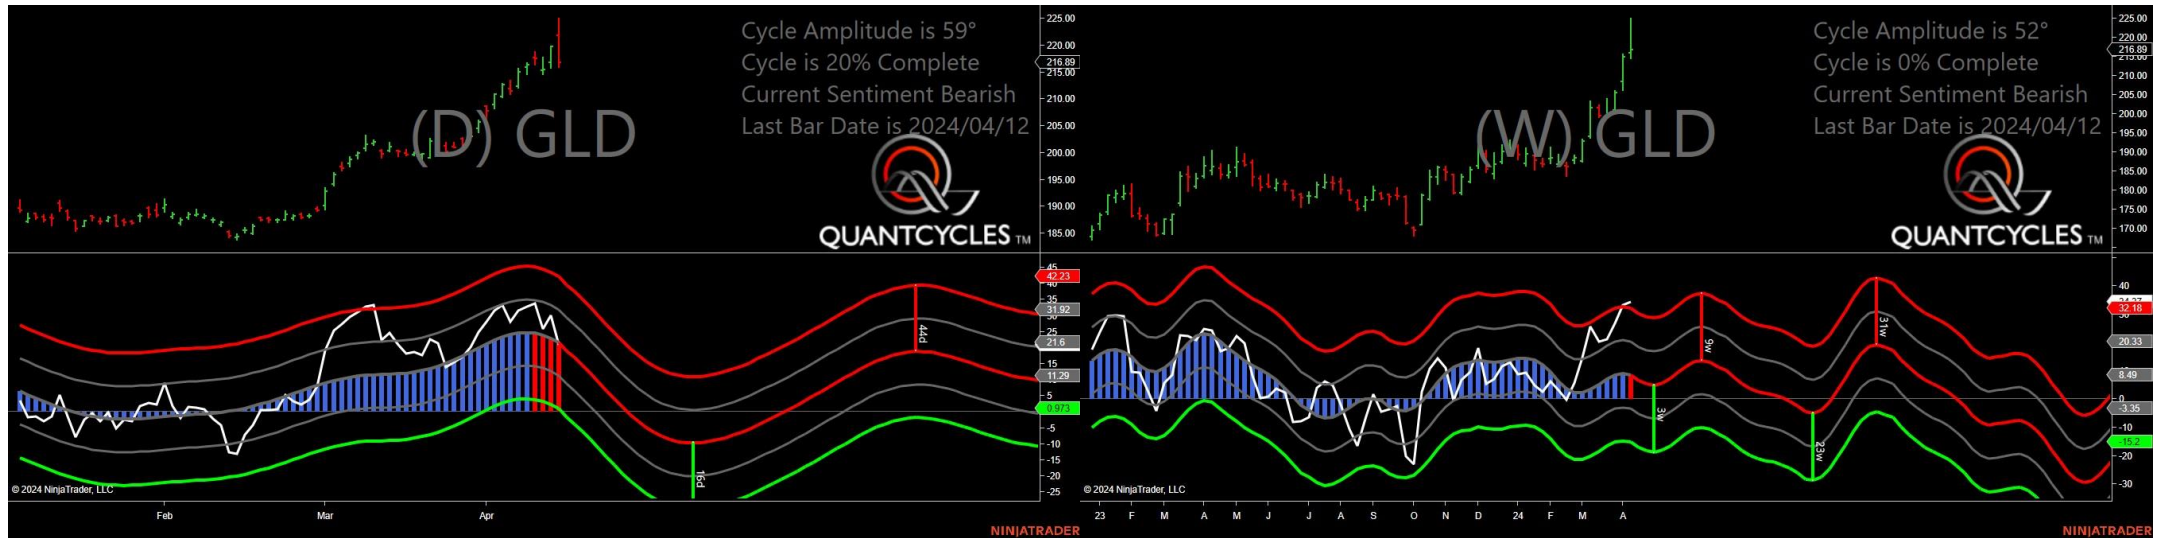 Cycle Amplitude is 59°
Cycle is 20% Complete
Current Sentiment Bearish
Last Bar Date is 2024/04/12
(D) GLD
QUANTCYCLES TM
225.00
220.00
216.89
215.00
210.00
205.00
200.00
195.00
190.00
185.00
45
42.23
40
35
31.92
25
21.6
15
11.29
5
0.973
-5
-10
-15
-20
-25
44d
16d
© 2024 NinjaTrader, LLC
Feb Mar Apr
NINJATRADER
Cycle Amplitude is 52°
Cycle is 0% Complete
Current Sentiment Bearish
Last Bar Date is 2024/04/12
(W) GLD
QUANTCYCLES TM
225.00
220.00
216.89
215.00
210.00
205.00
200.00
195.00
190.00
185.00
180.00
175.00
170.00
40
32.18
30
20.33
8.49
0
-3.35
-10
-15.2
-20
-30
9w
31w
3w
23w
© 2024 NinjaTrader, LLC
23 F M A M J J A S O N D 24 F M A
NINJATRADER